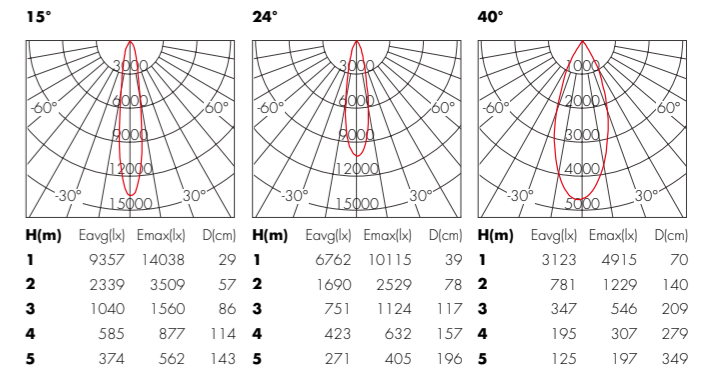 15° 24° 40°
3000 3000 1000
-60° 6000 60° -60° 6000 60° -60° 2000 60°
9000 9000 3000
12000 12000 4000
-30° 30° -30° 30° -30° 30°
15000 15000 5000
H(m) Eavg(lx) Emax(lx) D(cm) H(m) Eavg(lx) Emax(lx) D(cm) H(m) Eavg(lx) Emax(lx) D(cm)
1 9357 14038 29 1 6762 10115 39 1 3123 4915 70
2 2339 3509 57 2 1690 2529 78 2 781 1229 140
3 1040 1560 86 3 751 1124 117 3 347 546 209
4 585 877 114 4 423 632 157 4 195 307 279
5 374 562 143 5 271 405 196 5 125 197 349